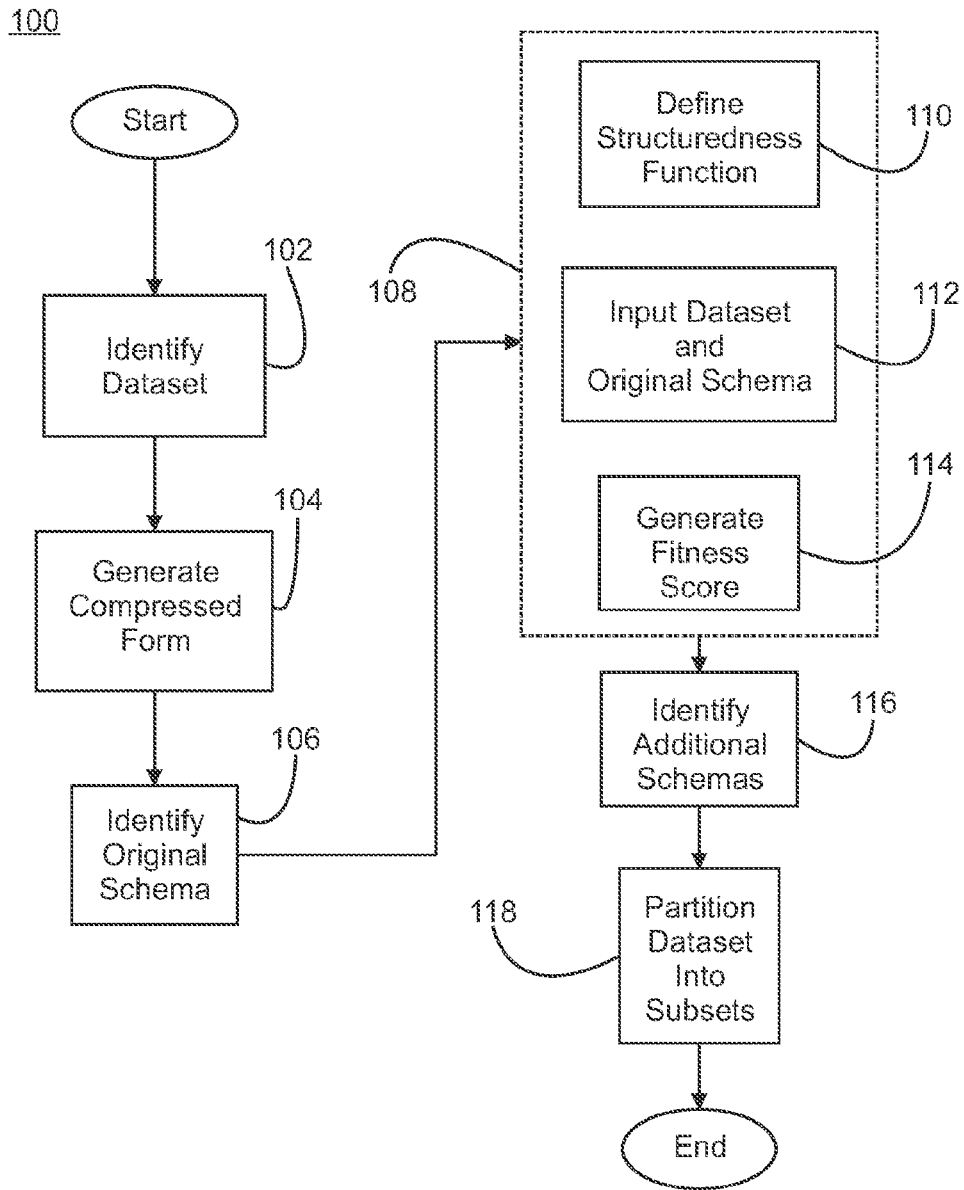 100
Start
102
Identify
Dataset
104
Generate
Compressed
Form
106
Identify
Original
Schema
108
Define
Structuredness
Function
110
Input Dataset
and
Original Schema
112
Generate
Fitness
Score
114
Identify
Additional
Schemas
116
Partition
Dataset
Into
Subsets
118
End